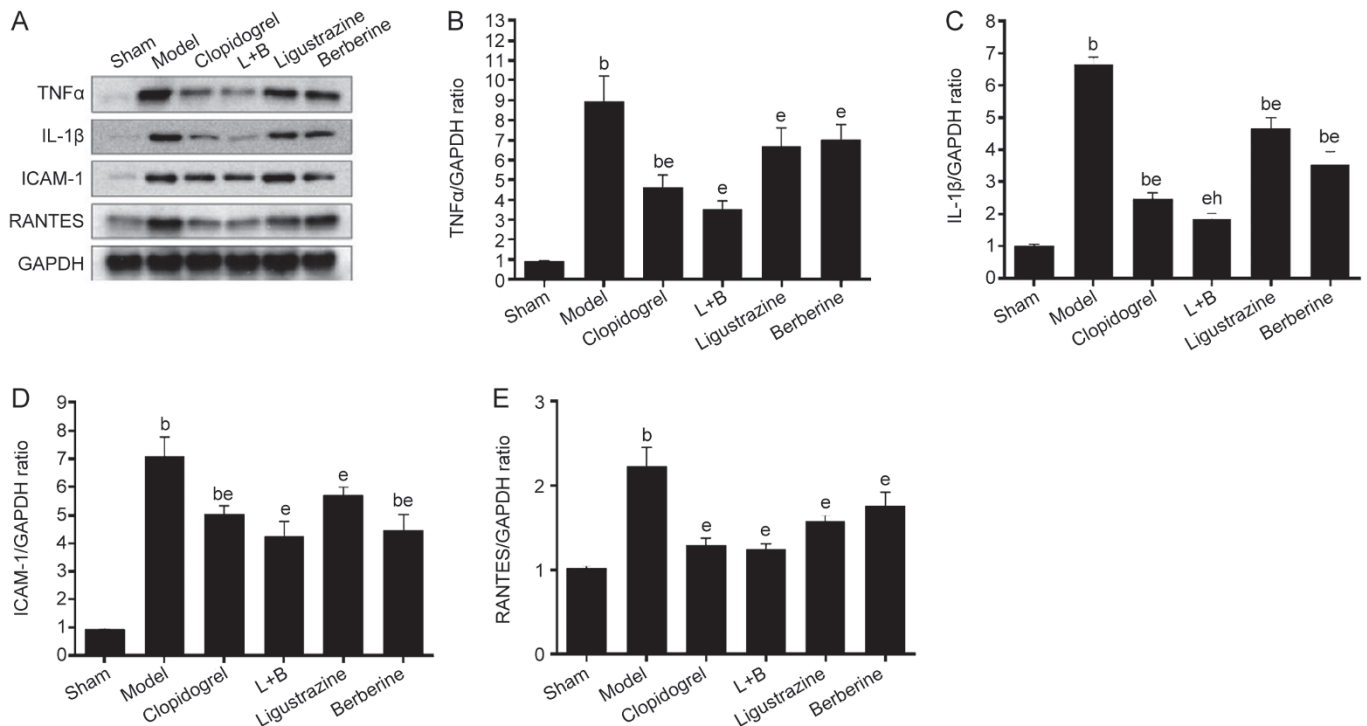 A
Sham
Model
Clopidogrel
L+B
Ligustrazine
Berberine
TNFα
IL-1β
ICAM-1
RANTES
GAPDH
B
TNFα/GAPDH ratio
13
12
11
10
9
8
7
6
5
4
3
2
1
0
b
be
e
e
e
Sham
Model
Clopidogrel
L+B
Ligustrazine
Berberine
C
IL-1β/GAPDH ratio
8
7
6
5
4
3
2
1
0
b
be
eh
be
be
Sham
Model
Clopidogrel
L+B
Ligustrazine
Berberine
D
ICAM-1/GAPDH ratio
9
8
7
6
5
4
3
2
1
0
b
be
e
e
be
Sham
Model
Clopidogrel
L+B
Ligustrazine
Berberine
E
RANTES/GAPDH ratio
3
2
1
0
b
e
e
e
e
Sham
Model
Clopidogrel
L+B
Ligustrazine
Berberine